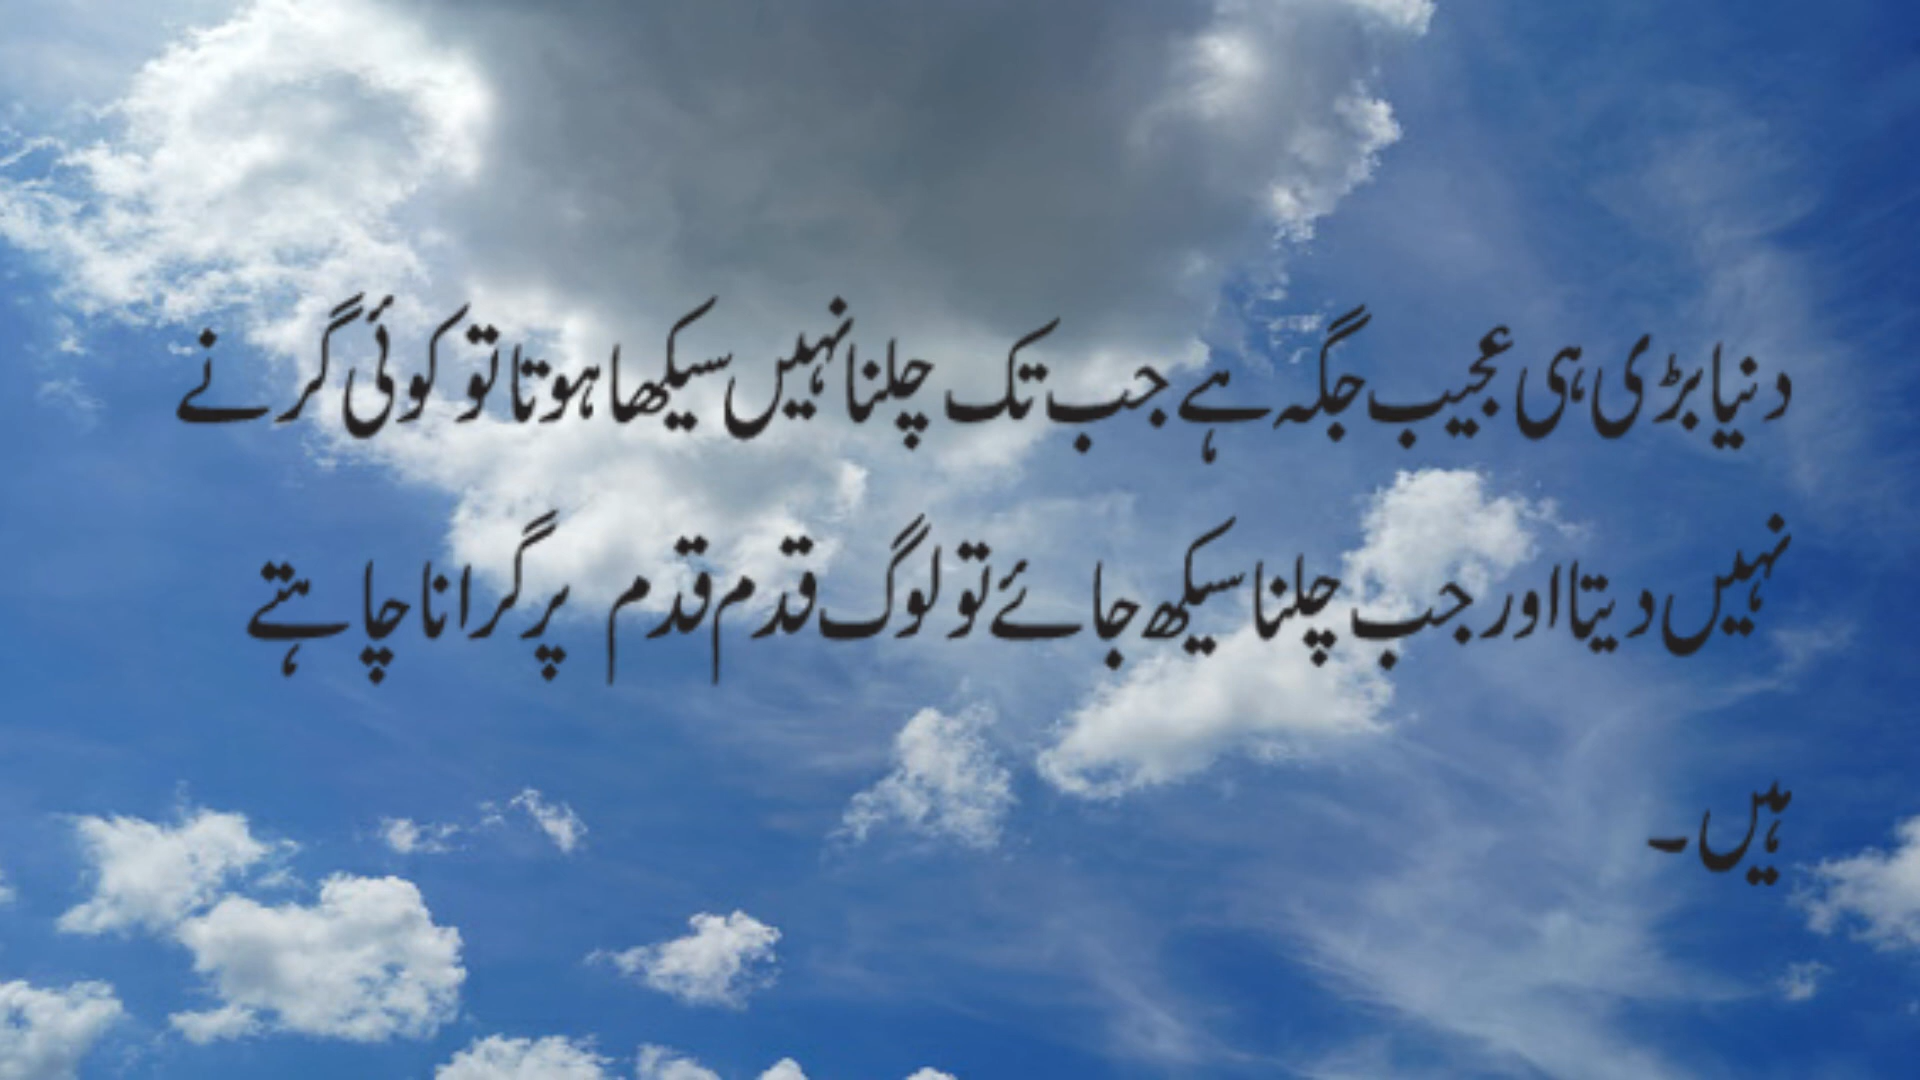 دنیا بڑی ہی عجیب جگہ ہے جب تک چلنا نہیں سیکھا ہوتا تو کوئی گرنے
نہیں دیتا اور جب چلنا سیکھ جائے تو لوگ قدم قدم پر گرانا چاہتے
ہیں۔